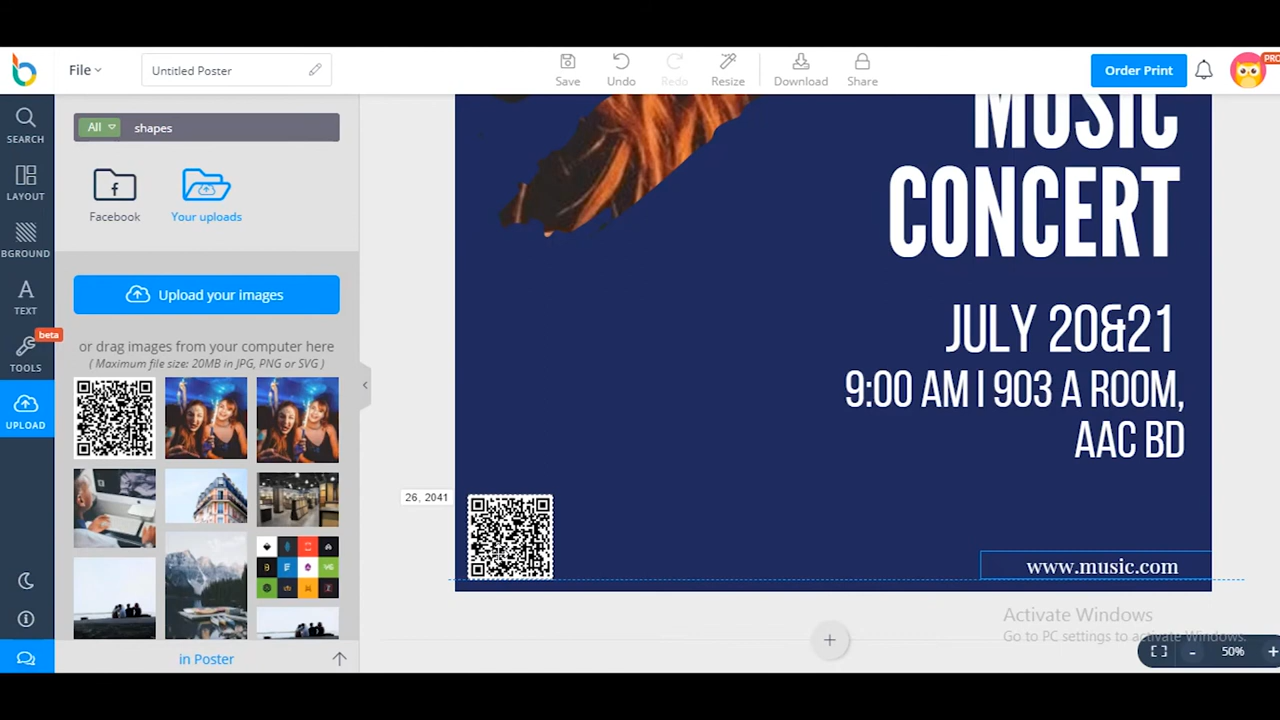 File
Untitled Poster
Save
Undo
Redo
Resize
Download
Share
Order Print
PRO
SEARCH
LAYOUT
BGROUND
TEXT
beta
TOOLS
UPLOAD
All
shapes
Facebook
Your uploads
Upload your images
or drag images from your computer here
( Maximum file size: 20MB in JPG, PNG or SVG )
in Poster
MUSIC
CONCERT
JULY 20&21
9:00 AM I 903 A ROOM,
AAC BD
26, 2041
www.music.com
Activate Windows
Go to PC settings to activate Windows.
- 50% +